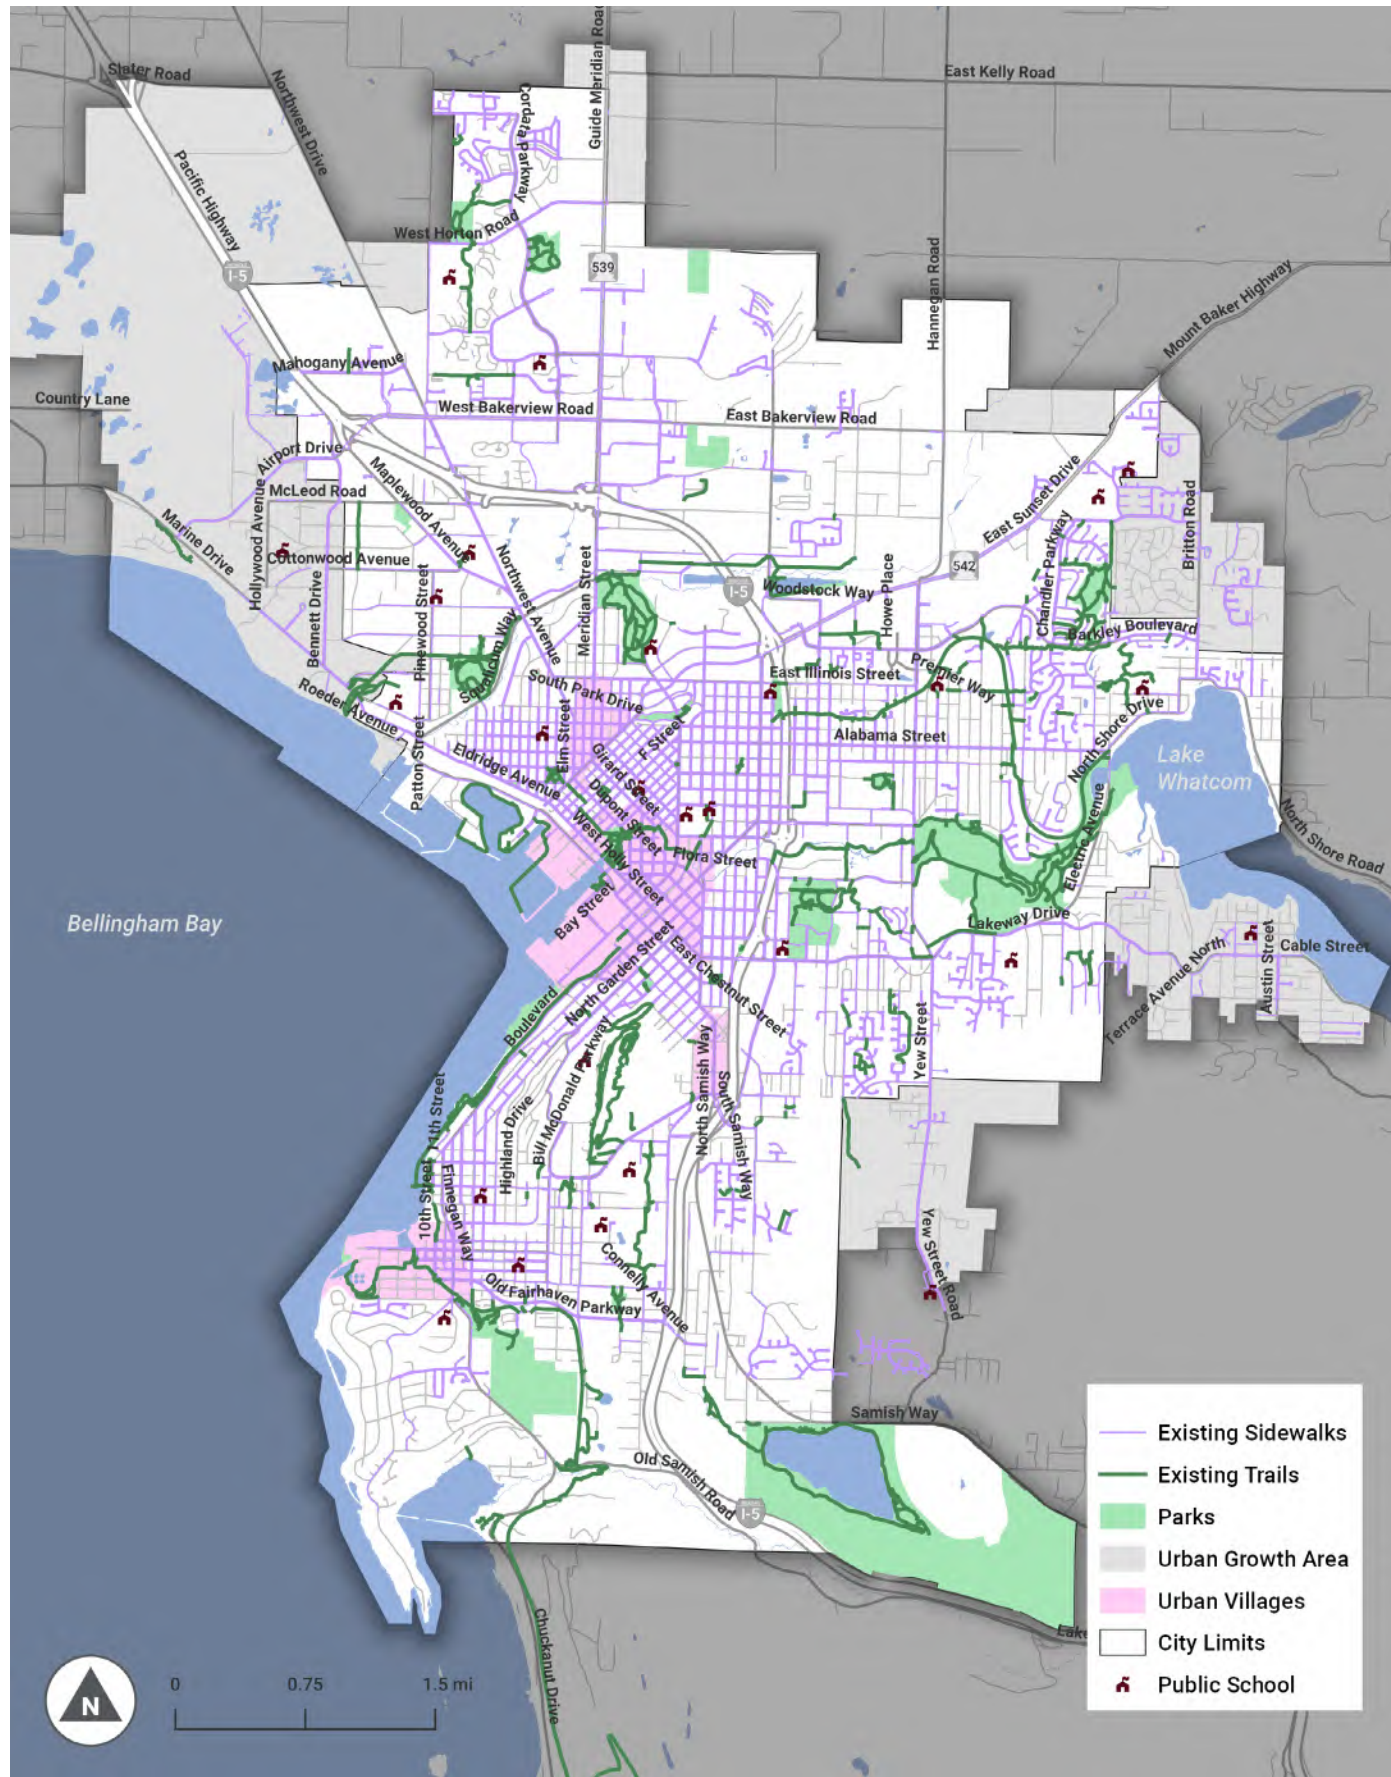 Slater Road
Northwest Drive
Guide Meridian Road
East Kelly Road
Cordata Parkway
Pacific Highway
West Horton Road
Hannegan Road
Mount Baker Highway
I-5
539
Mahogany Avenue
Country Lane
West Bakerview Road
East Bakerview Road
Airport Drive
Maplewood Avenue
McLeod Road
Hollywood Avenue
Marine Drive
Cottonwood Avenue
Northwest Avenue
East Sunset Drive
Chandler Parkway
Britton Road
542
Meridian Street
I-5
Woodstock Way
Howe Place
Bennett Drive
Pinewood Street
Squalicum Way
Barkley Boulevard
South Park Drive
East Illinois Street
Premier Way
Roeder Avenue
Patton Street
Elm Street
F Street
Alabama Street
North Shore Drive
Eldridge Avenue
Girard Street
Dupont Street
Lake
Whatcom
West Holly Street
Flora Street
Electric Avenue
North Shore Road
Bellingham Bay
Bay Street
Lakeway Drive
Terrace Avenue North
Austin Street
Cable Street
North Garden Street
East Chestnut Street
Boulevard
Yew Street
Bill McDonald Parkway
North Samish Way
South Samish Way
11th Street
Highland Drive
10th Street
Finnegan Way
Yew Street Road
Connelly Avenue
Old Fairhaven Parkway
Samish Way
Old Samish Road
I-5
Chuckanut Drive
Lake
Existing Sidewalks
Existing Trails
Parks
Urban Growth Area
Urban Villages
City Limits
Public School
N
0 0.75 1.5 mi